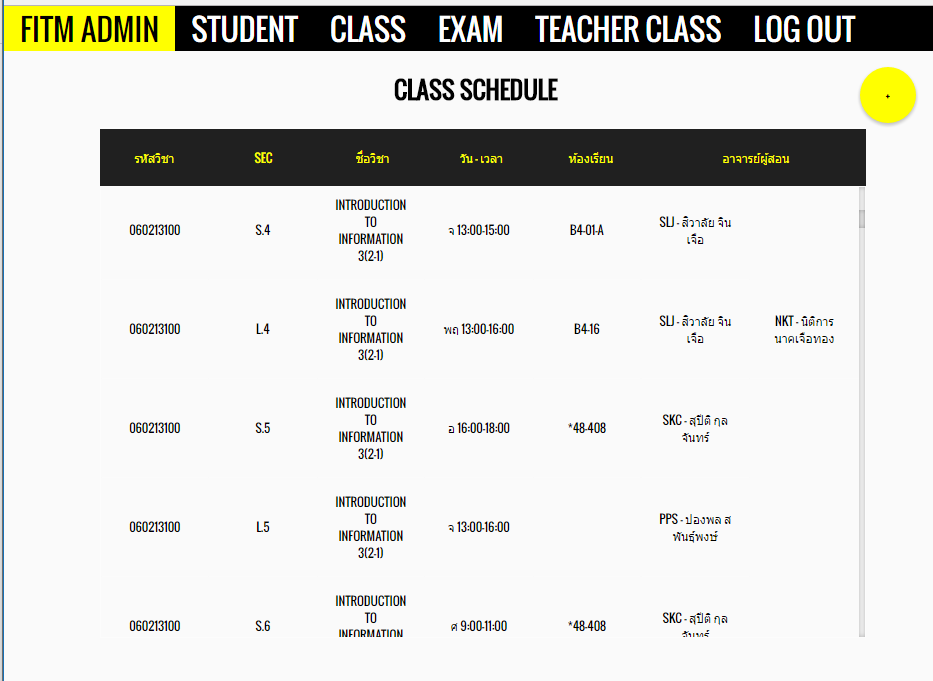 FITM ADMIN STUDENT CLASS EXAM TEACHER CLASS LOG OUT
CLASS SCHEDULE
+
รหัสวิชา SEC ชื่อวิชา วัน - เวลา ห้องเรียน อาจารย์ผู้สอน
INTRODUCTION
TO
INFORMATION
3(2-1)
060213100 S.4 จ 13:00-15:00 B4-01-A
SLJ - สิวาลัย จิน
เจือ
INTRODUCTION
TO
INFORMATION
3(2-1)
060213100 L.4 พฤ 13:00-16:00 B4-16
SLJ - สิวาลัย จิน
เจือ
NKT - นิติการ
นาคเจือทอง
INTRODUCTION
TO
INFORMATION
3(2-1)
060213100 S.5 อ 16:00-18:00 *48-408
SKC - สุปีติ กุล
จันทร์
INTRODUCTION
TO
INFORMATION
3(2-1)
060213100 L.5 จ 13:00-16:00
PPS - ปองพล ส
พันธุ์พงษ์
INTRODUCTION
TO
INFORMATION
060213100 S.6 ศ 9:00-11:00 *48-408
SKC - สุปีติ กุล
จันทร์